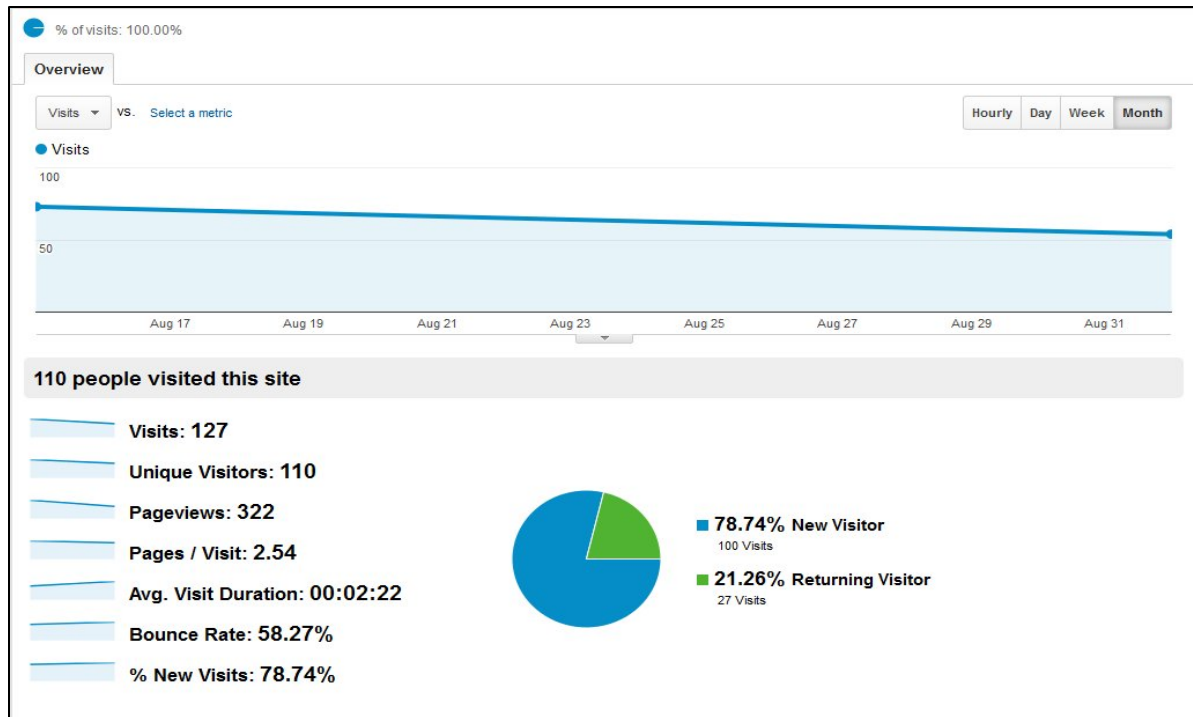 % of visits: 100.00%
Overview
Visits vs. Select a metric Hourly Day Week Month
Visits
100
50
Aug 17 Aug 19 Aug 21 Aug 23 Aug 25 Aug 27 Aug 29 Aug 31
110 people visited this site
Visits: 127
Unique Visitors: 110
Pageviews: 322
Pages / Visit: 2.54
Avg. Visit Duration: 00:02:22
Bounce Rate: 58.27%
% New Visits: 78.74%
78.74% New Visitor
100 Visits
21.26% Returning Visitor
27 Visits